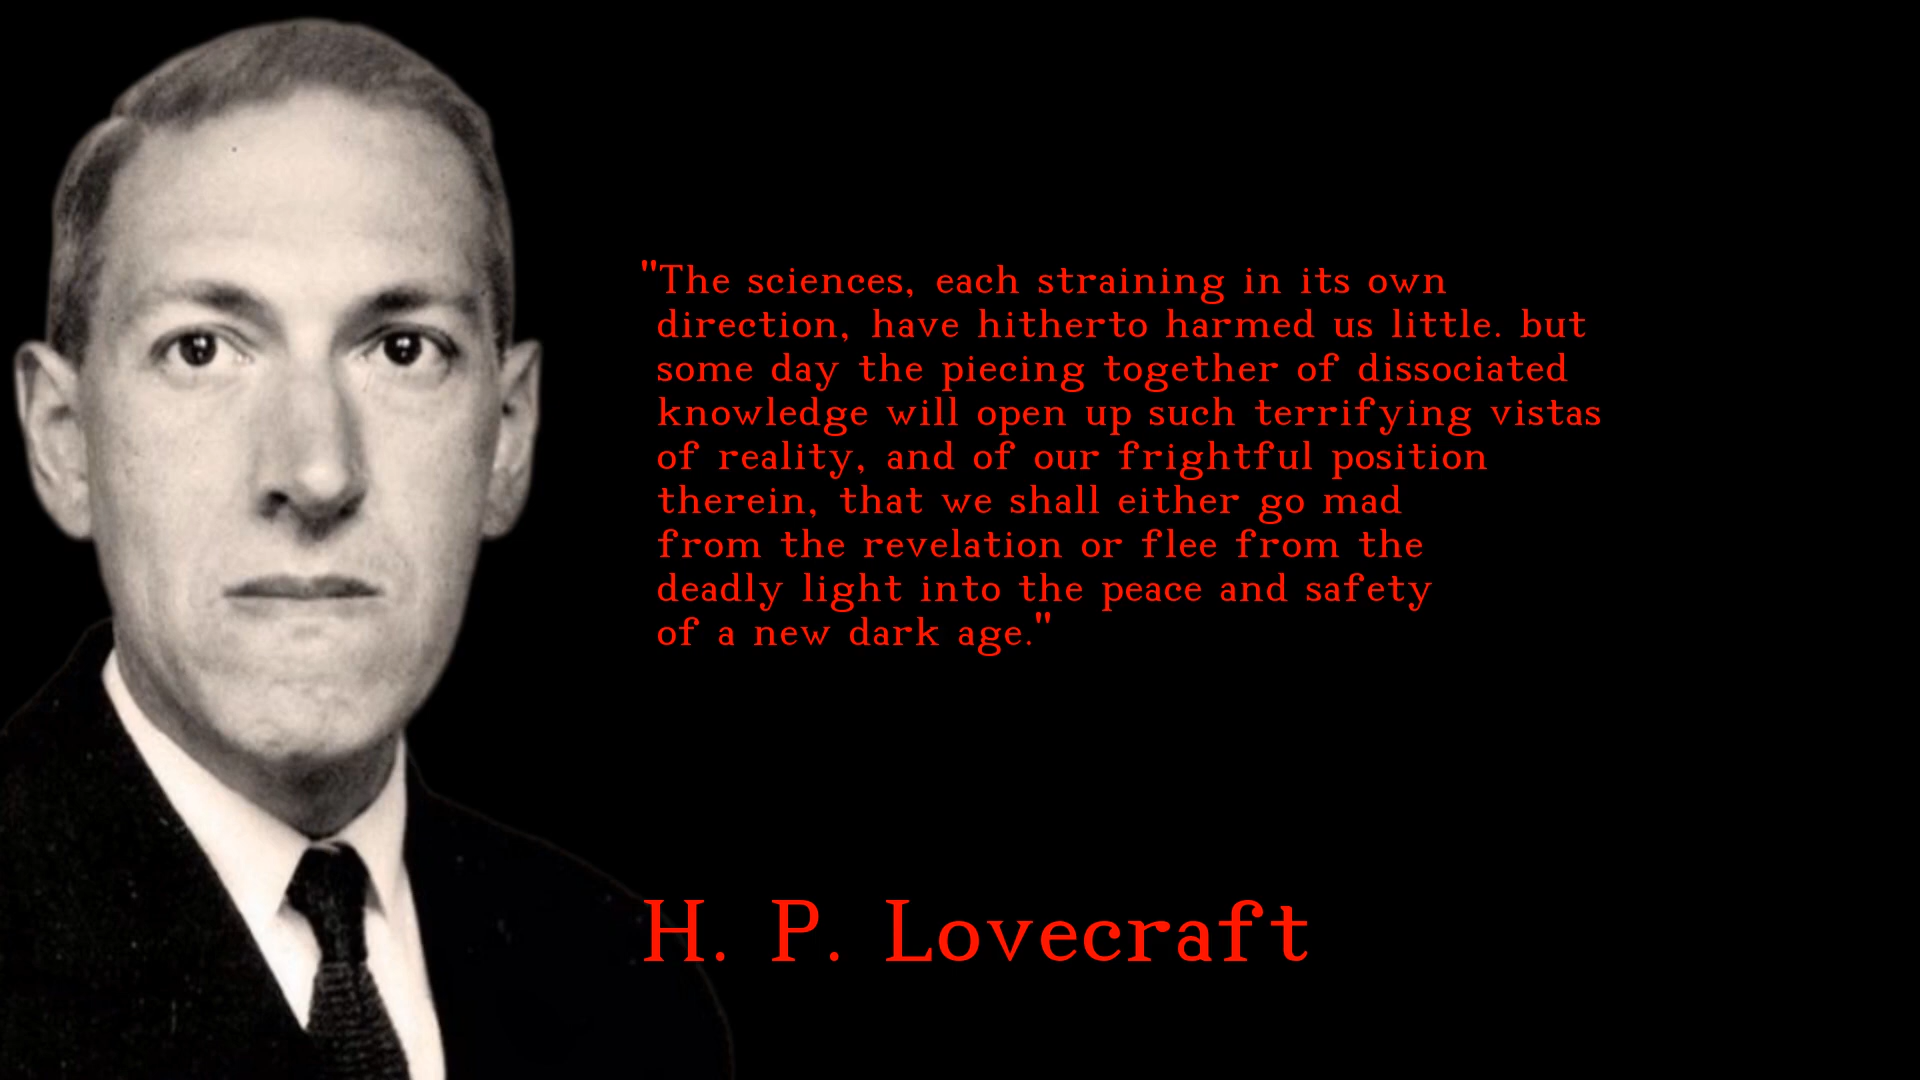 "The sciences, each straining in its own
direction, have hitherto harmed us little. but
some day the piecing together of dissociated
knowledge will open up such terrifying vistas
of reality, and of our frightful position
therein, that we shall either go mad
from the revelation or flee from the
deadly light into the peace and safety
of a new dark age."
H. P. Lovecraft